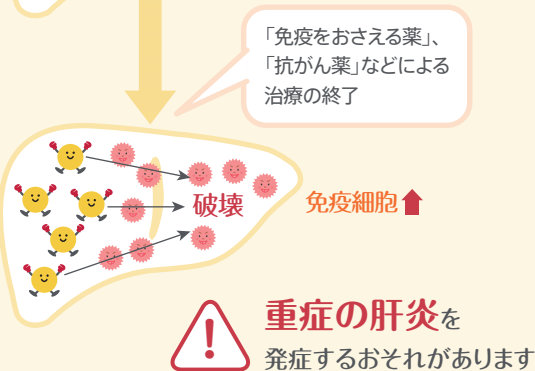 「免疫をおさえる薬」、
「抗がん薬」などによる
治療の終了
破壊
免疫細胞
重症の肝炎を
発症するおそれがあります